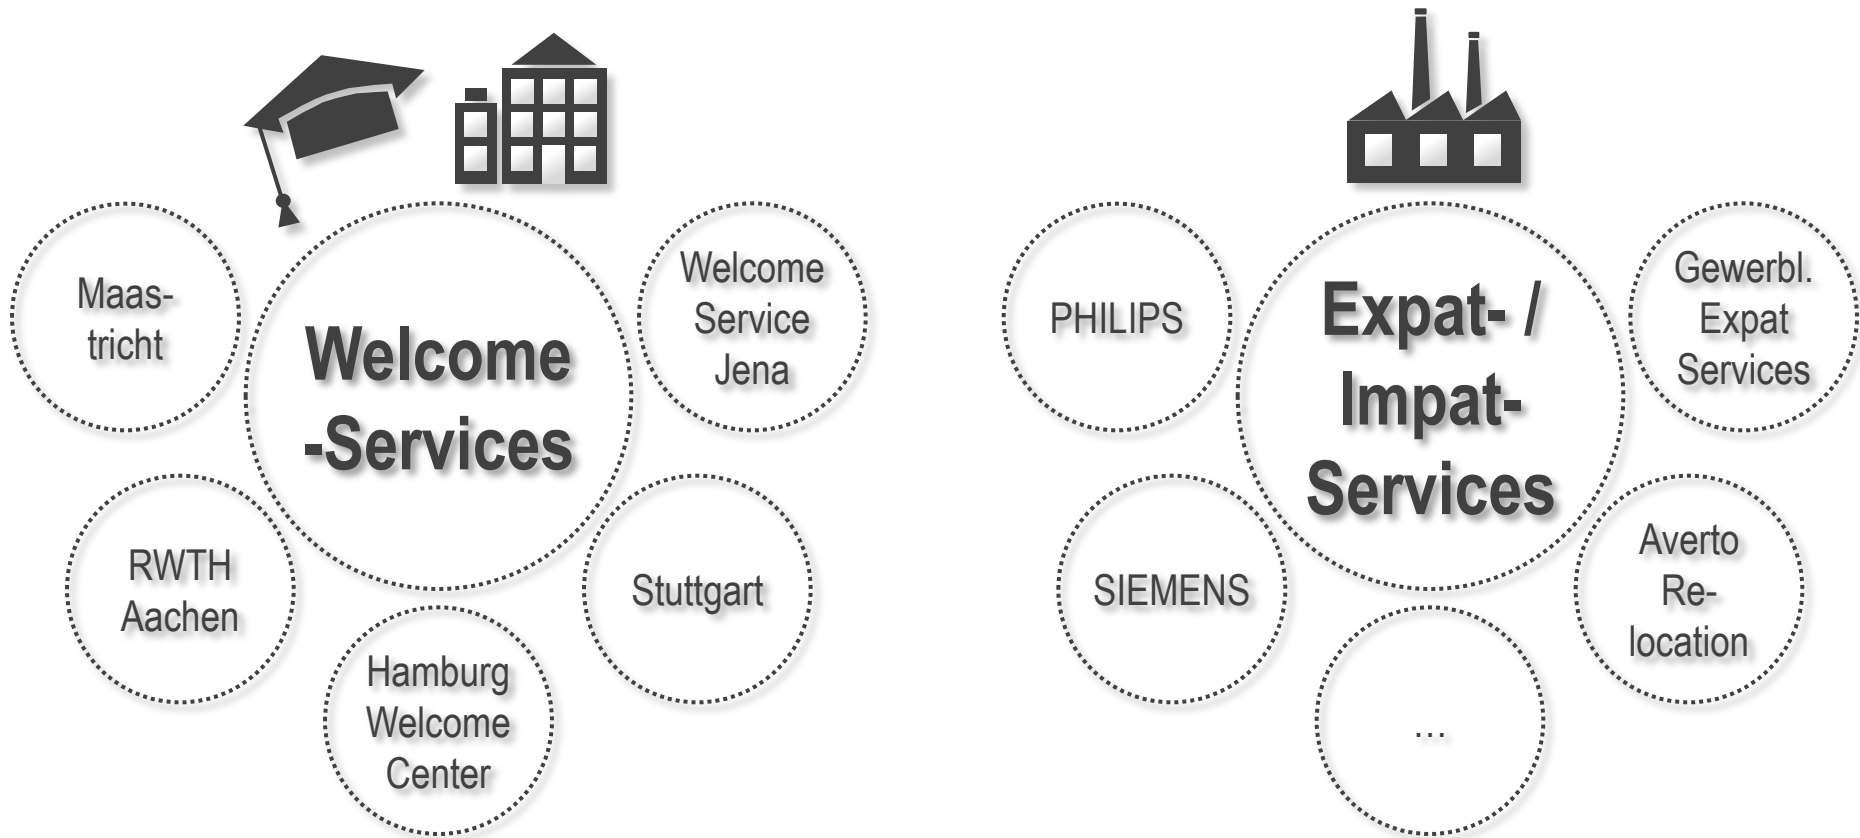 Maas-
tricht
Welcome
-Services
Welcome
Service
Jena
RWTH
Aachen
Hamburg
Welcome
Center
Stuttgart
PHILIPS
Expat- /
Impat-
Services
Gewerbl.
Expat
Services
SIEMENS
...
Averto
Re-
location